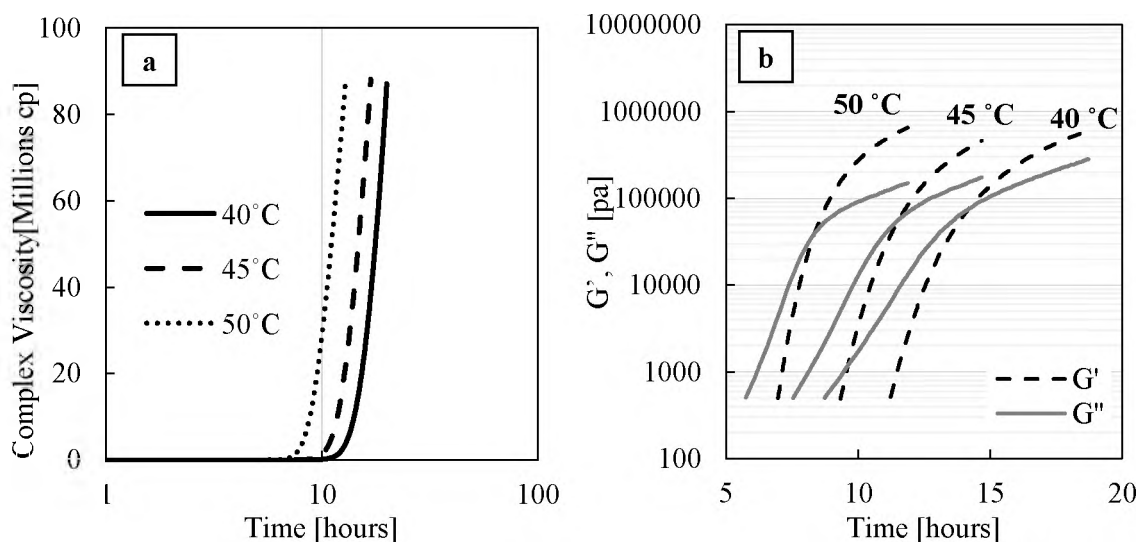 a
Complex Viscosity[Millions cp]
100
80
60
40
20
0
40˚C
45˚C
50˚C
1
10
100
Time [hours]
b
G’, G" [pa]
10000000
1000000
100000
10000
1000
100
50 ˚C
45 ˚C
40 ˚C
G'
G"
5
10
15
20
Time [hours]